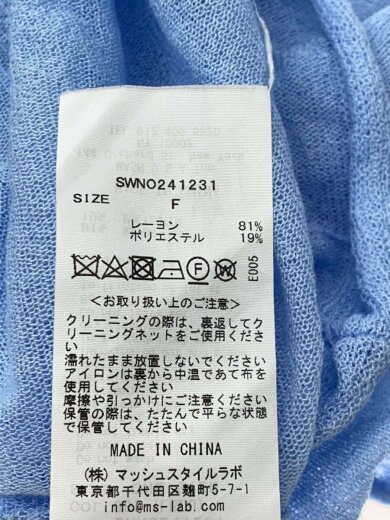 SWNO241231
SIZE F
レーヨン 81%
ポリエステル 19%
E005
<お取り扱い上のご注意>
クリーニングの際は、裏返してク
リーニングネットをご使用くださ
い
濡れたまま放置しないでください
アイロンは裏から中温であて布を
使用してください
摩擦や引っかけにご注意ください
保管の際は、たたんで平らな状態
で保管してください
MADE IN CHINA
(株) マッシュスタイルラボ
東京都千代田区麹町5-7-1
info@ms-lab.com